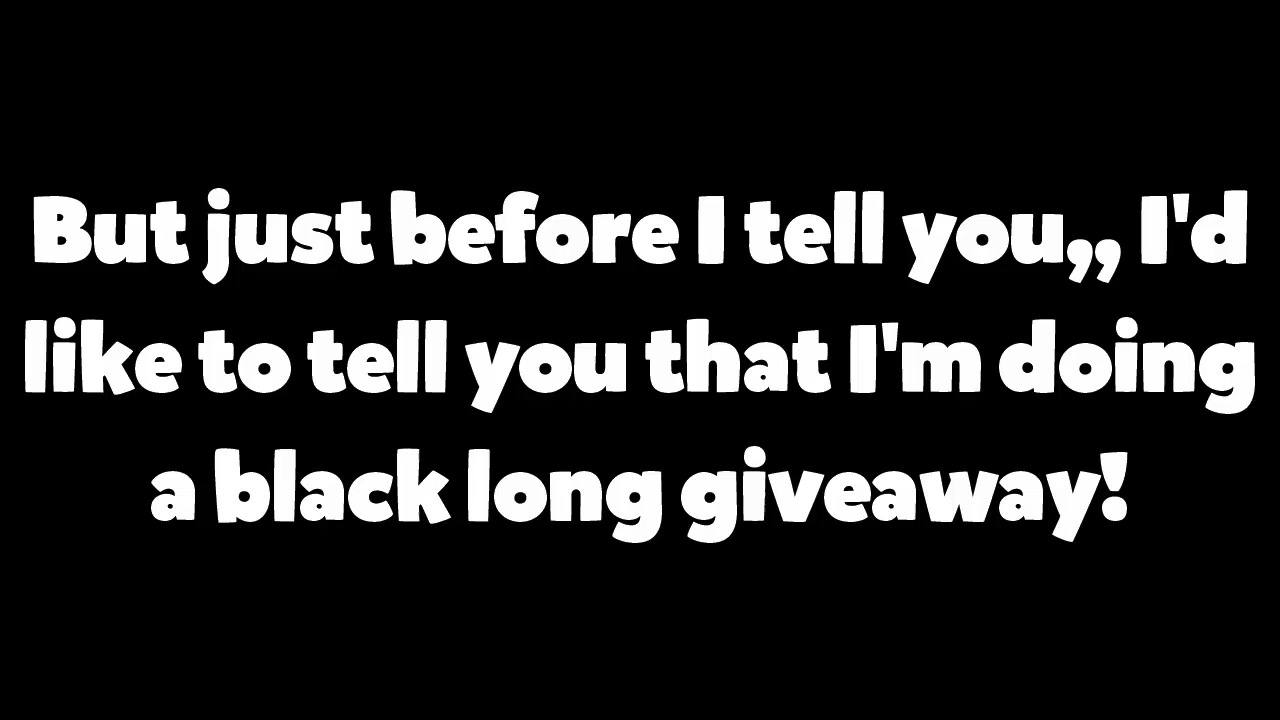 But just before I tell you,, I'd
like to tell you that I'm doing
a black long giveaway!